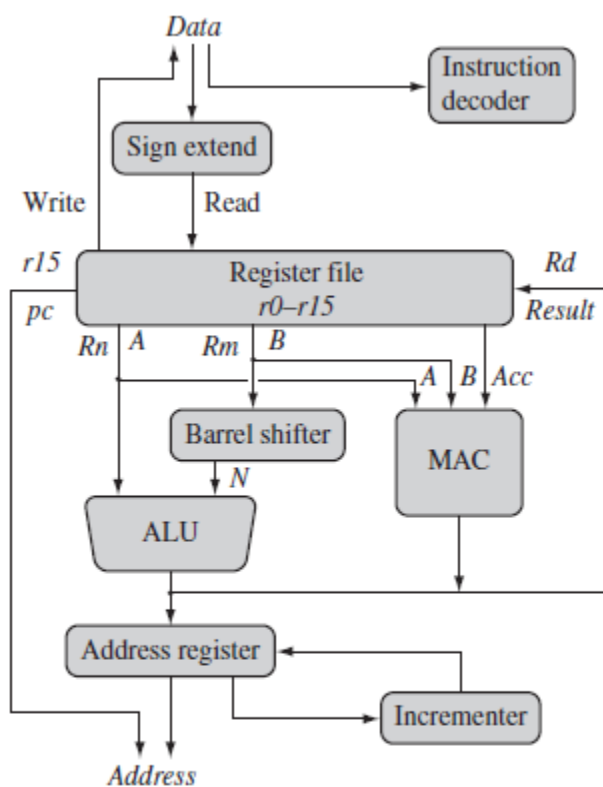 Data
Instruction
decoder
Sign extend
Write
Read
r15
Register file
Rd
pc
r0–r15
Result
Rn
A
Rm
B
A
B
Acc
Barrel shifter
MAC
N
ALU
Address register
Incrementer
Address